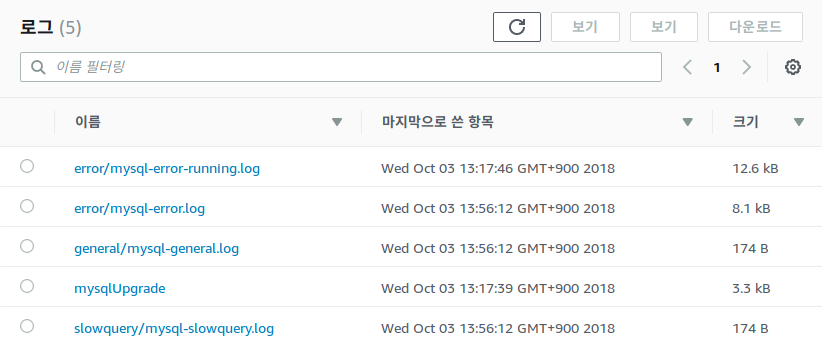 로그 (5)
보기
보기
다운로드
이름 필터링
1
이름 마지막으로 쓴 항목 크기
error/mysql-error-running.log Wed Oct 03 13:17:46 GMT+900 2018 12.6 kB
error/mysql-error.log Wed Oct 03 13:56:12 GMT+900 2018 8.1 kB
general/mysql-general.log Wed Oct 03 13:56:12 GMT+900 2018 174 B
mysqlUpgrade Wed Oct 03 13:17:39 GMT+900 2018 3.3 kB
slowquery/mysql-slowquery.log Wed Oct 03 13:56:12 GMT+900 2018 174 B